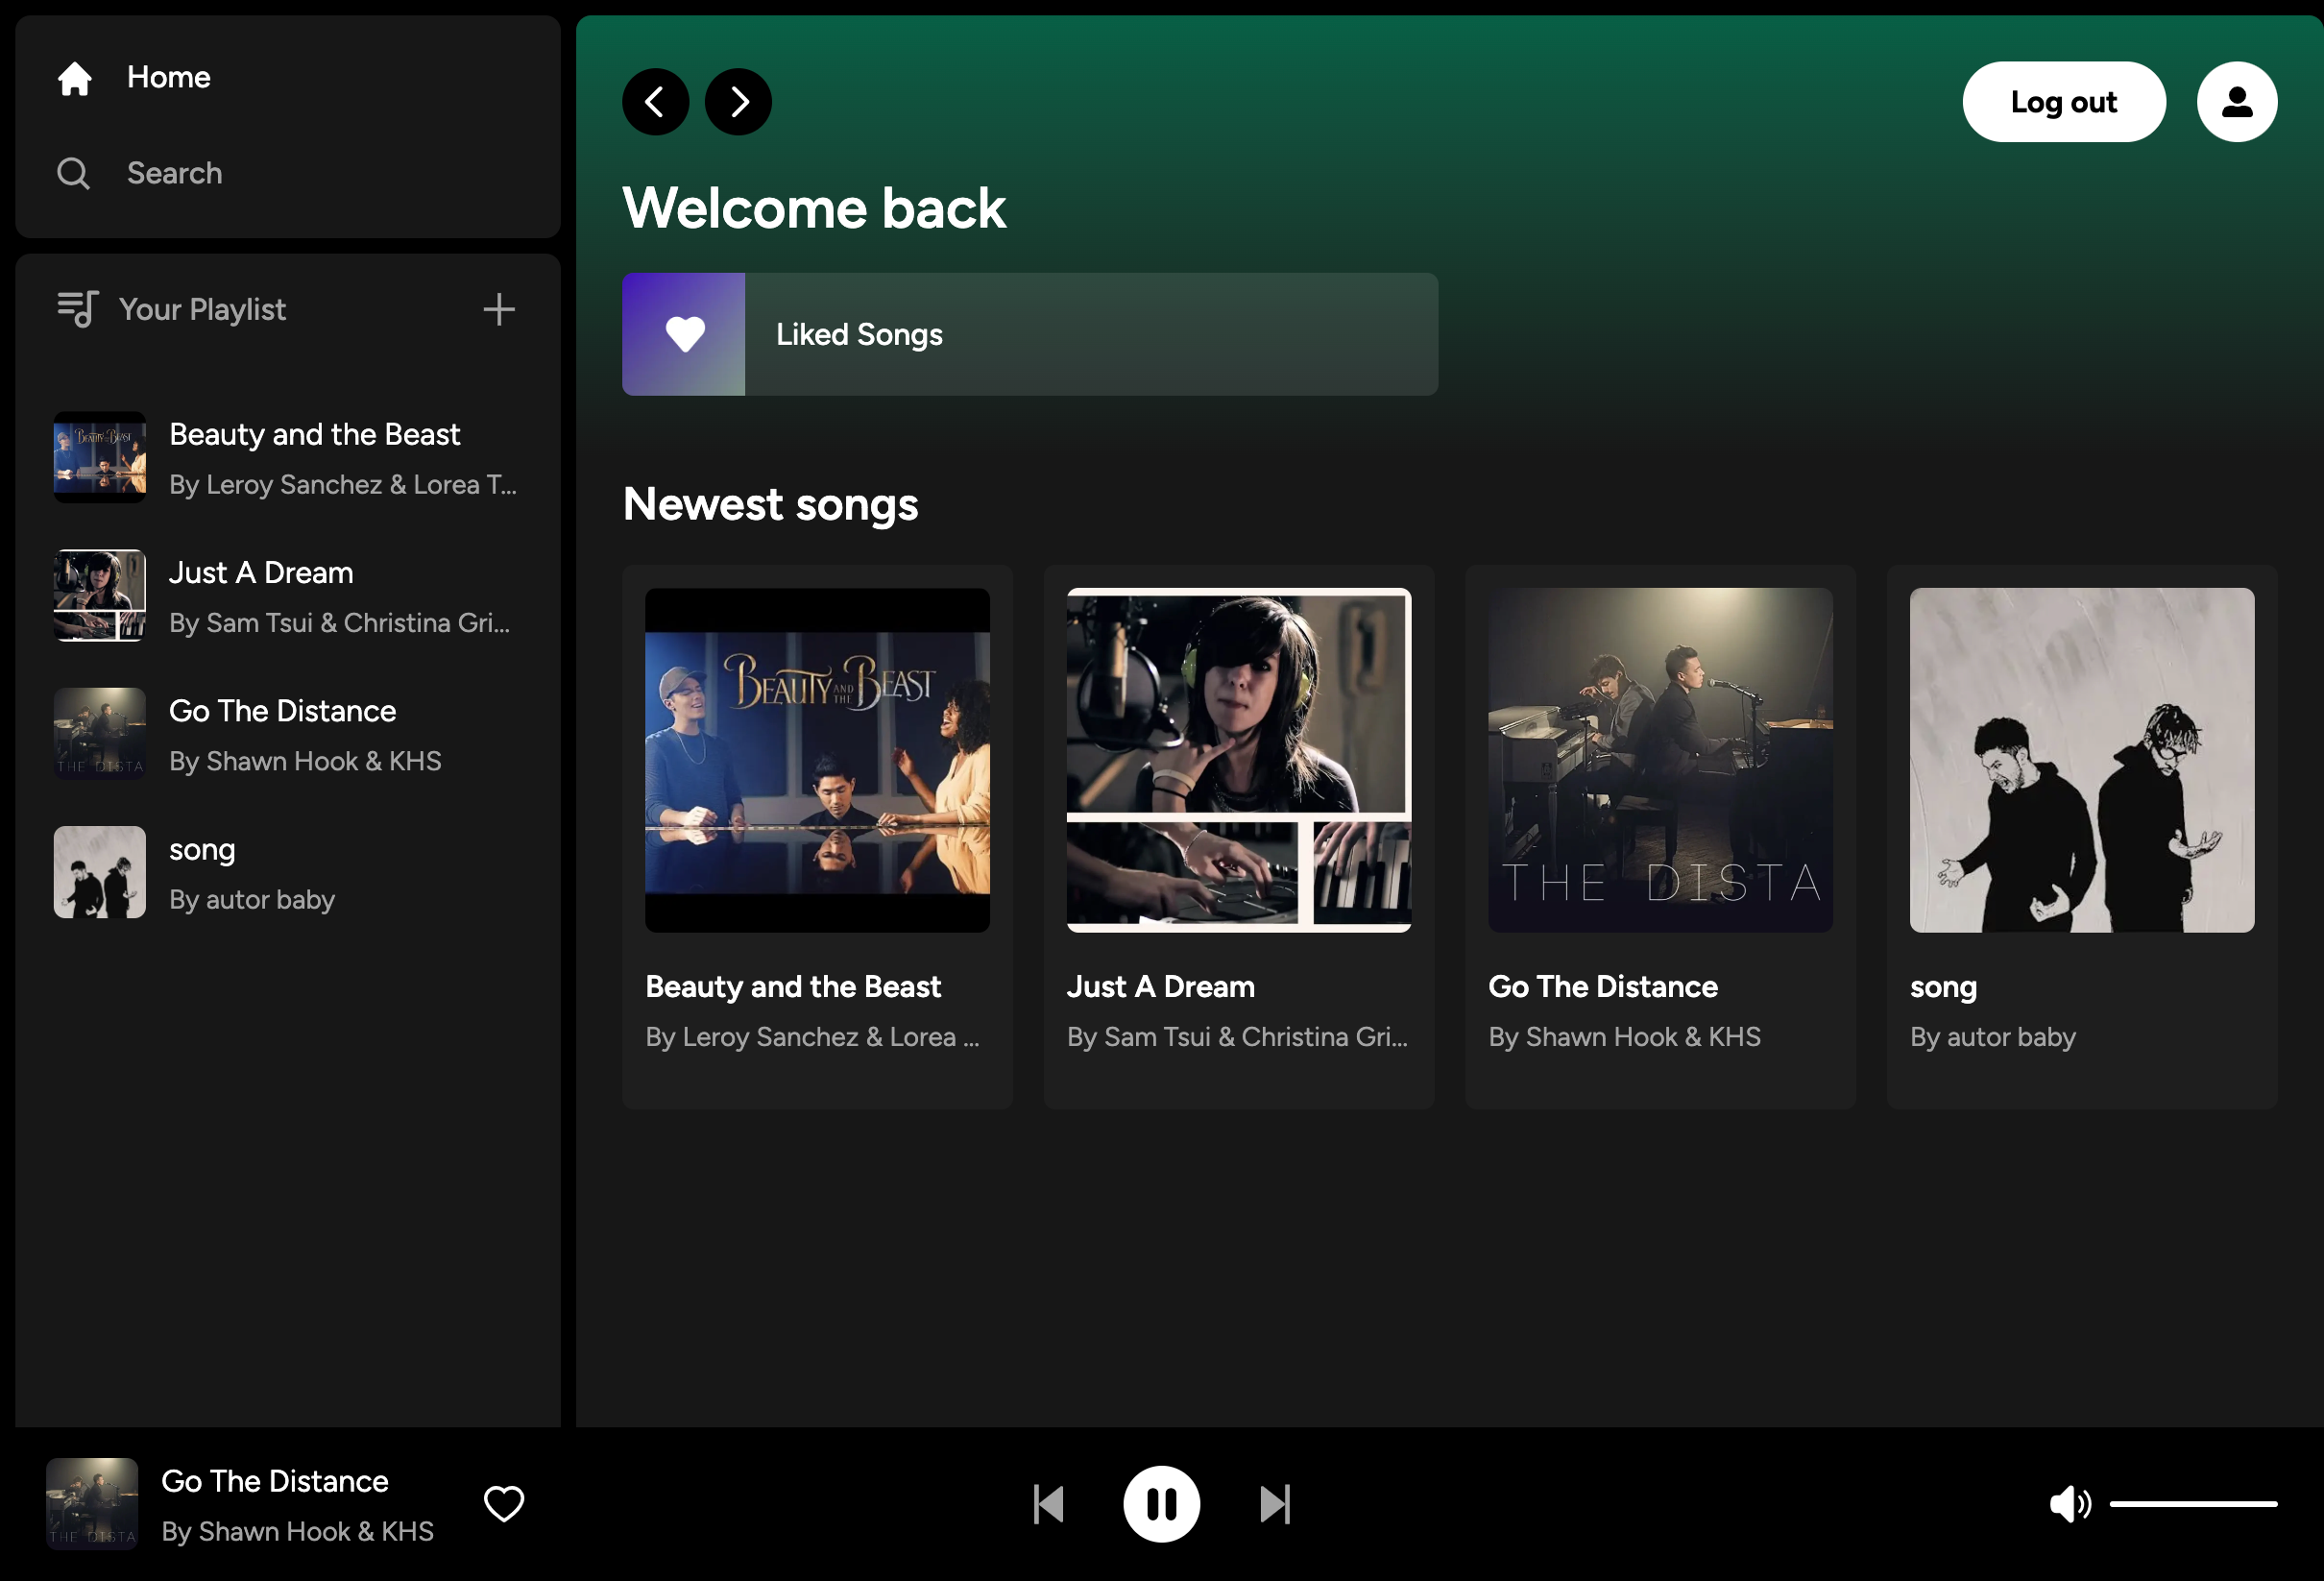 Home
Search
Your Playlist
Beauty and the Beast
By Leroy Sanchez & Lorea T...
Just A Dream
By Sam Tsui & Christina Gri...
THE DISTA
Go The Distance
By Shawn Hook & KHS
song
By autor baby
Log out
Welcome back
Liked Songs
Newest songs
BEAUTY AND THE BEAST
Beauty and the Beast
By Leroy Sanchez & Lorea ...
Just A Dream
By Sam Tsui & Christina Gri...
THE DISTA
Go The Distance
By Shawn Hook & KHS
song
By autor baby
THE DISTA
Go The Distance
By Shawn Hook & KHS